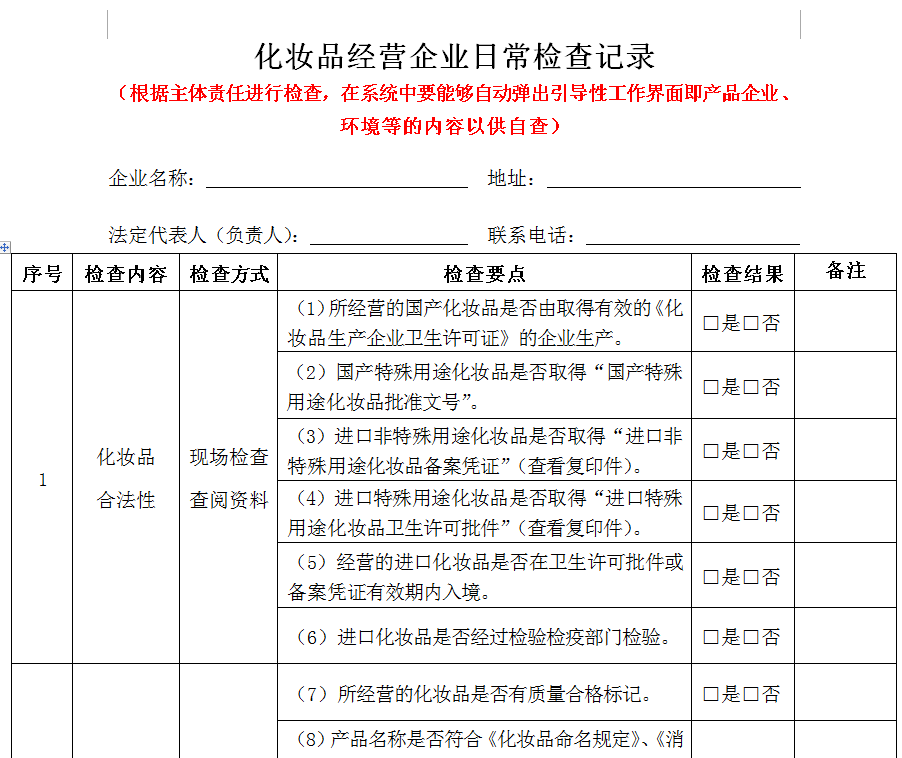 化妆品经营企业日常检查记录
（根据主体责任进行检查，在系统中要能够自动弹出引导性工作界面即产品企业、
环境等的内容以供自查）
企业名称： 地址：
法定代表人（负责人）： 联系电话：
序号 检查内容 检查方式 检查要点 检查结果 备注
1
化妆品
合法性
现场检查
查阅资料
（1）所经营的国产化妆品是否由取得有效的《化
妆品生产企业卫生许可证》的企业生产。
□是□否
（2）国产特殊用途化妆品是否取得“国产特殊
用途化妆品批准文号”。
□是□否
（3）进口非特殊用途化妆品是否取得“进口非
特殊用途化妆品备案凭证”（查看复印件）。
□是□否
（4）进口特殊用途化妆品是否取得“进口特殊
用途化妆品卫生许可批件”（查看复印件）。
□是□否
（5）经营的进口化妆品是否在卫生许可批件或
备案凭证有效期内入境。
□是□否
（6）进口化妆品是否经过检验检疫部门检验。
□是□否
（7）所经营的化妆品是否有质量合格标记。
□是□否
（8）产品名称是否符合《化妆品命名规定》、《消